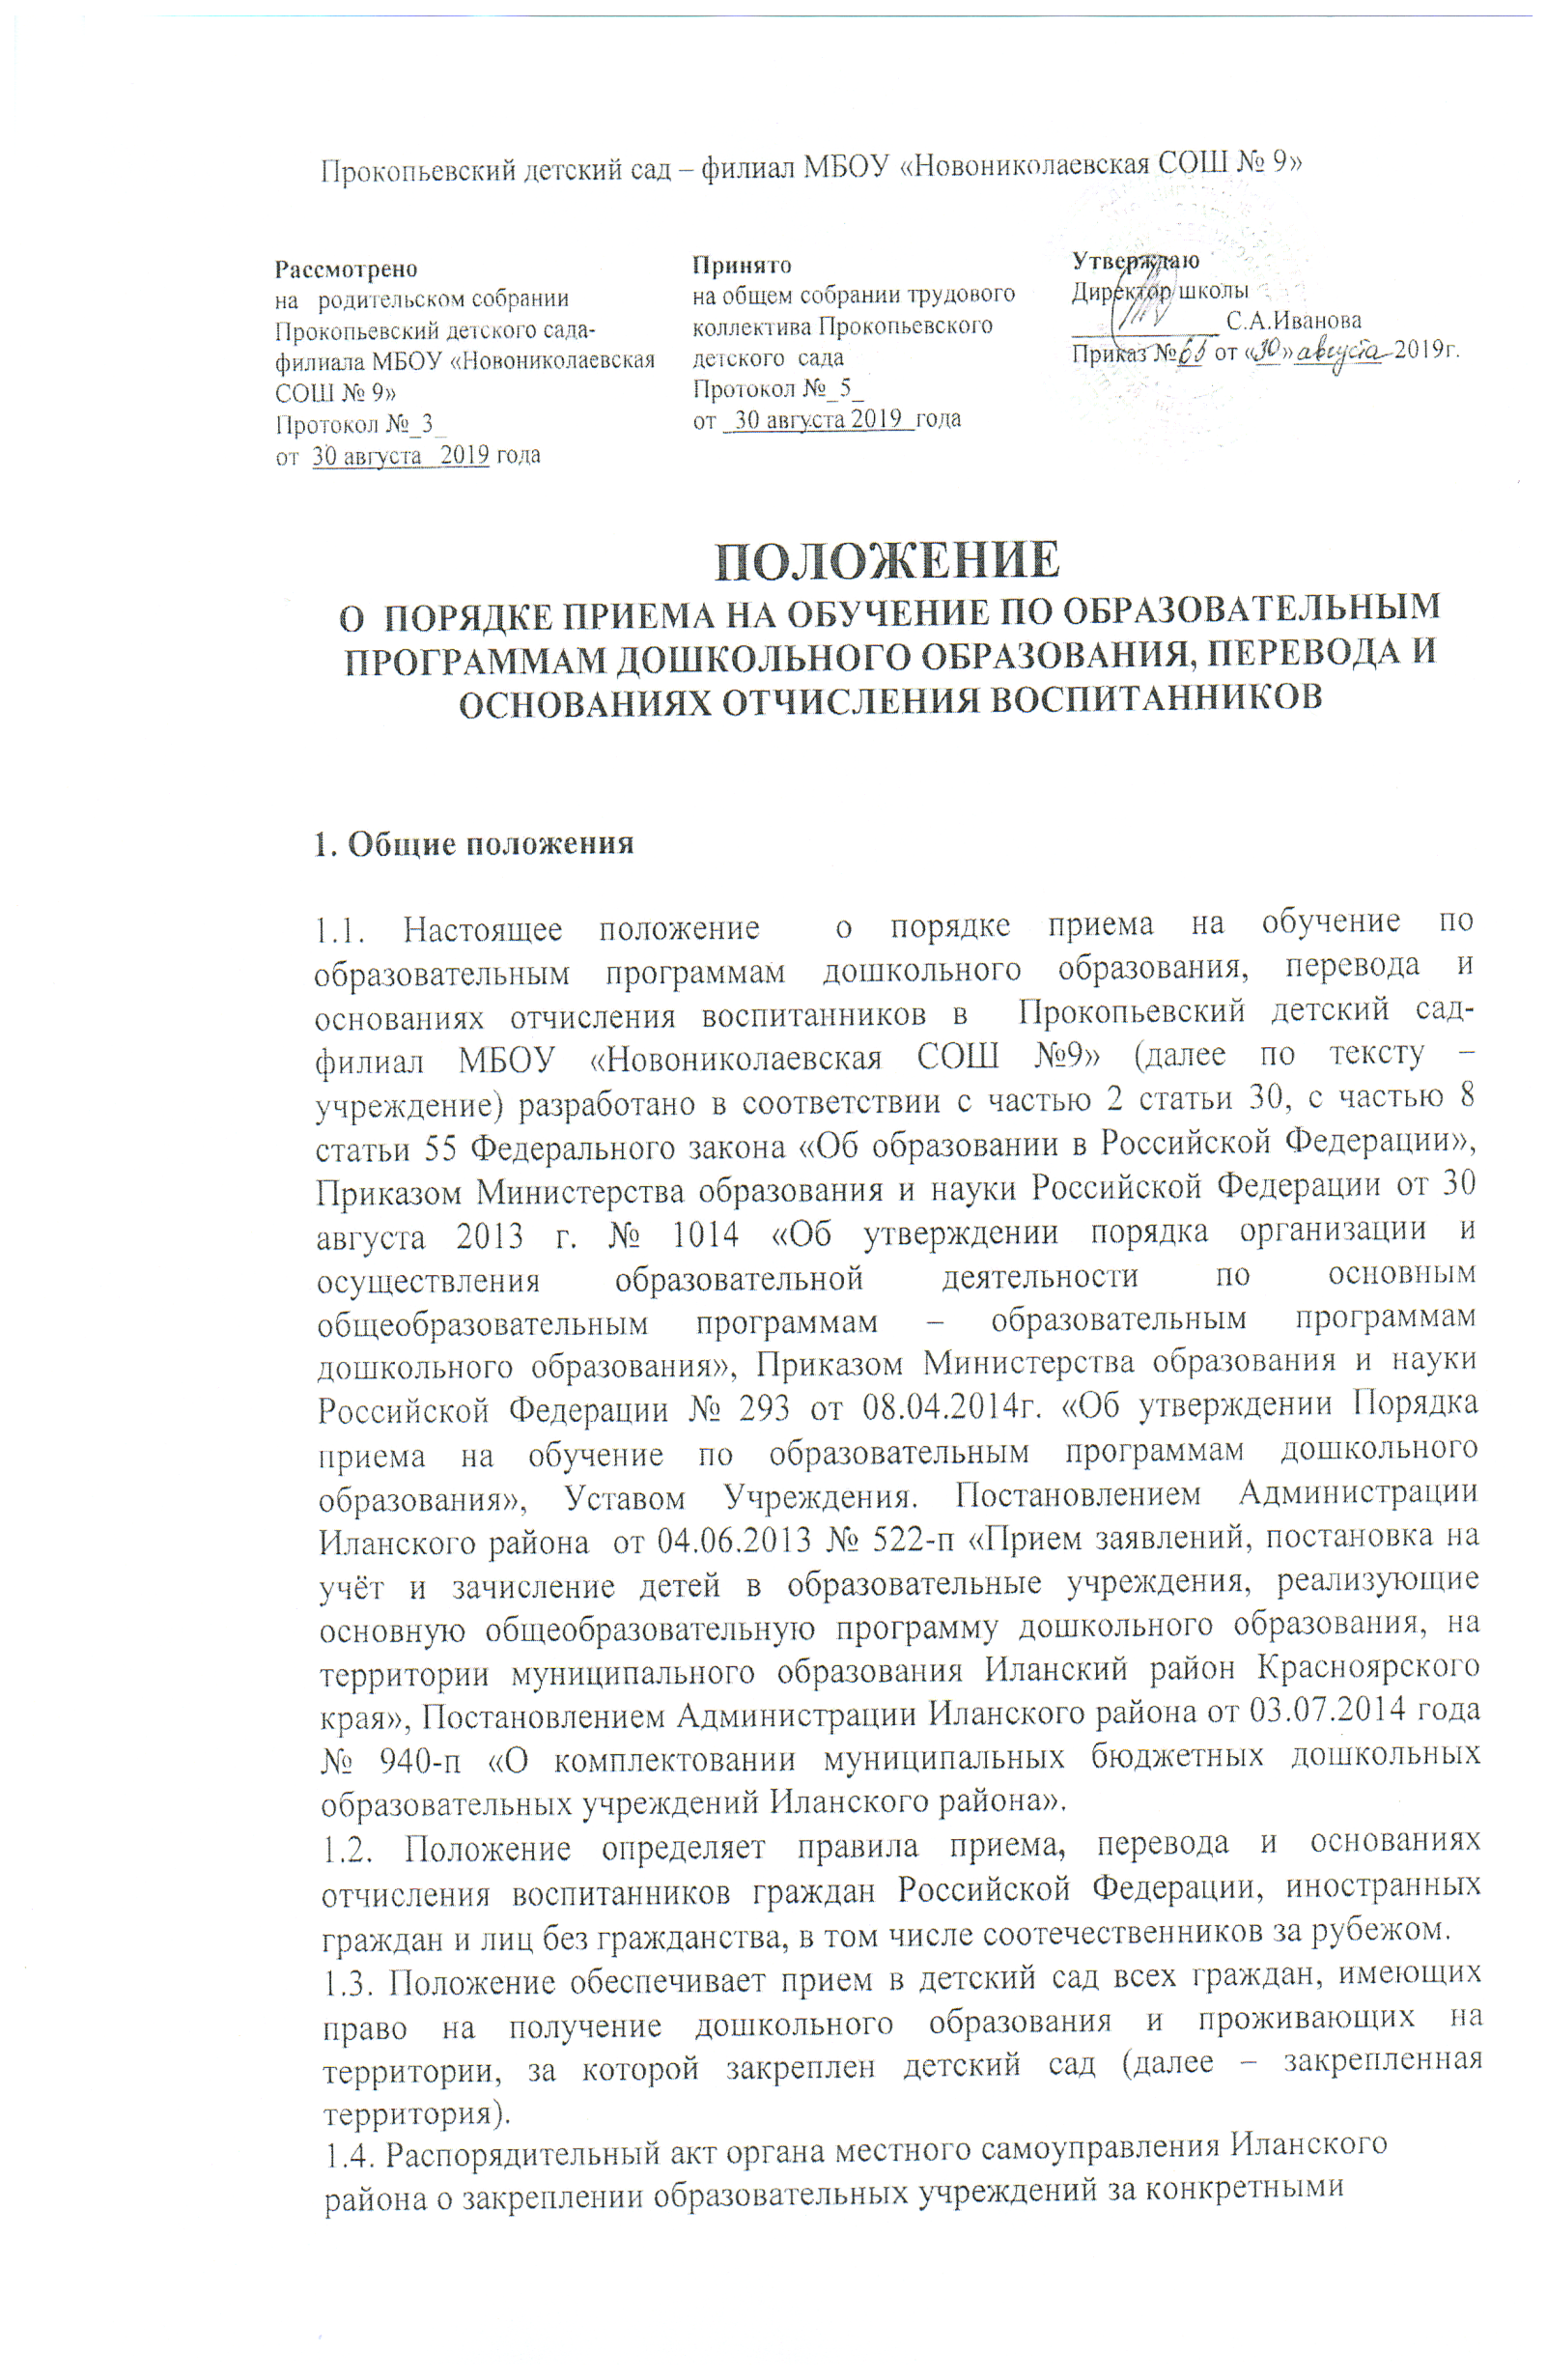 Прокопьевский детский сад – филиал МБОУ «Новониколаевская СОШ № 9»
Рассмотрено
на родительском собрании
Прокопьевский детского сада-
филиала МБОУ «Новониколаевская
СОШ № 9»
Протокол №_3_
от 30 августа 2019 года
Принято
на общем собрании трудового
коллектива Прокопьевского
детского сада
Протокол №_5_
от _30 августа 2019_года
Утверждаю
Директор школы
___________ С.А.Иванова
Приказ №65 от «30» августа 2019г.
ПОЛОЖЕНИЕ
О ПОРЯДКЕ ПРИЕМА НА ОБУЧЕНИЕ ПО ОБРАЗОВАТЕЛЬНЫМ
ПРОГРАММАМ ДОШКОЛЬНОГО ОБРАЗОВАНИЯ, ПЕРЕВОДА И
ОСНОВАНИЯХ ОТЧИСЛЕНИЯ ВОСПИТАННИКОВ
1. Общие положения
1.1. Настоящее положение о порядке приема на обучение по
образовательным программам дошкольного образования, перевода и
основаниях отчисления воспитанников в Прокопьевский детский сад-
филиал МБОУ «Новониколаевская СОШ №9» (далее по тексту –
учреждение) разработано в соответствии с частью 2 статьи 30, с частью 8
статьи 55 Федерального закона «Об образовании в Российской Федерации»,
Приказом Министерства образования и науки Российской Федерации от 30
августа 2013 г. № 1014 «Об утверждении порядка организации и
осуществления образовательной деятельности по основным
общеобразовательным программам – образовательным программам
дошкольного образования», Приказом Министерства образования и науки
Российской Федерации № 293 от 08.04.2014г. «Об утверждении Порядка
приема на обучение по образовательным программам дошкольного
образования», Уставом Учреждения. Постановлением Администрации
Иланского района от 04.06.2013 № 522-п «Прием заявлений, постановка на
учёт и зачисление детей в образовательные учреждения, реализующие
основную общеобразовательную программу дошкольного образования, на
территории муниципального образования Иланский район Красноярского
края», Постановлением Администрации Иланского района от 03.07.2014 года
№ 940-п «О комплектовании муниципальных бюджетных дошкольных
образовательных учреждений Иланского района».
1.2. Положение определяет правила приема, перевода и основаниях
отчисления воспитанников граждан Российской Федерации, иностранных
граждан и лиц без гражданства, в том числе соотечественников за рубежом.
1.3. Положение обеспечивает прием в детский сад всех граждан, имеющих
право на получение дошкольного образования и проживающих на
территории, за которой закреплен детский сад (далее – закрепленная
территория).
1.4. Распорядительный акт органа местного самоуправления Иланского
района о закреплении образовательных учреждений за конкретными